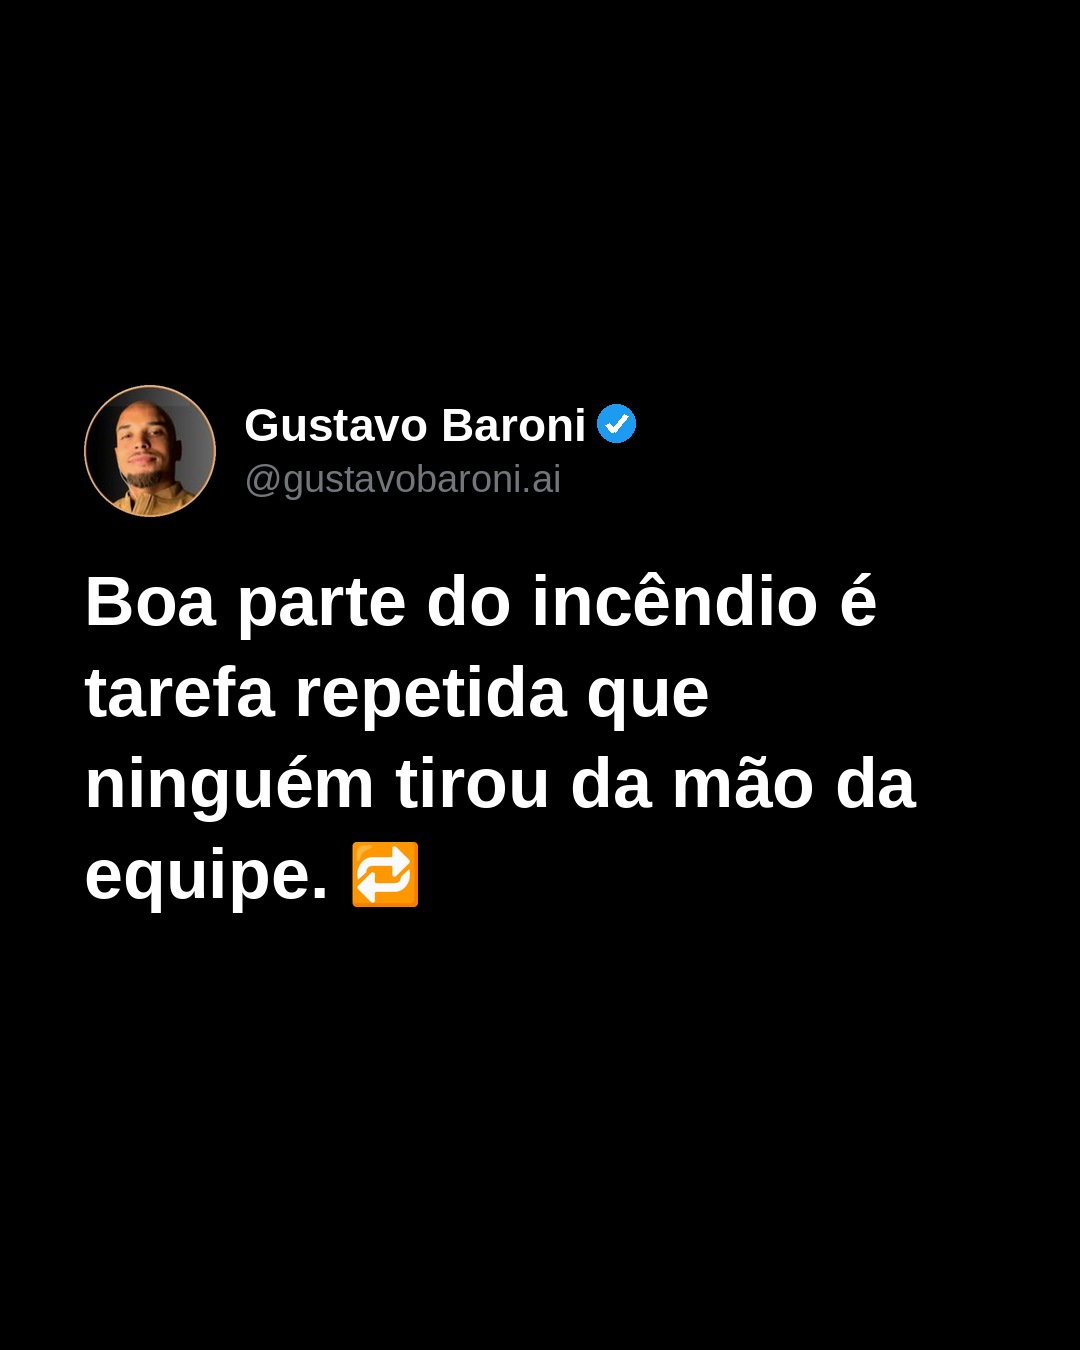 Gustavo Baroni
@gustavobaroni.ai
Boa parte do incêndio é
tarefa repetida que
ninguém tirou da mão da
equipe. 🔁